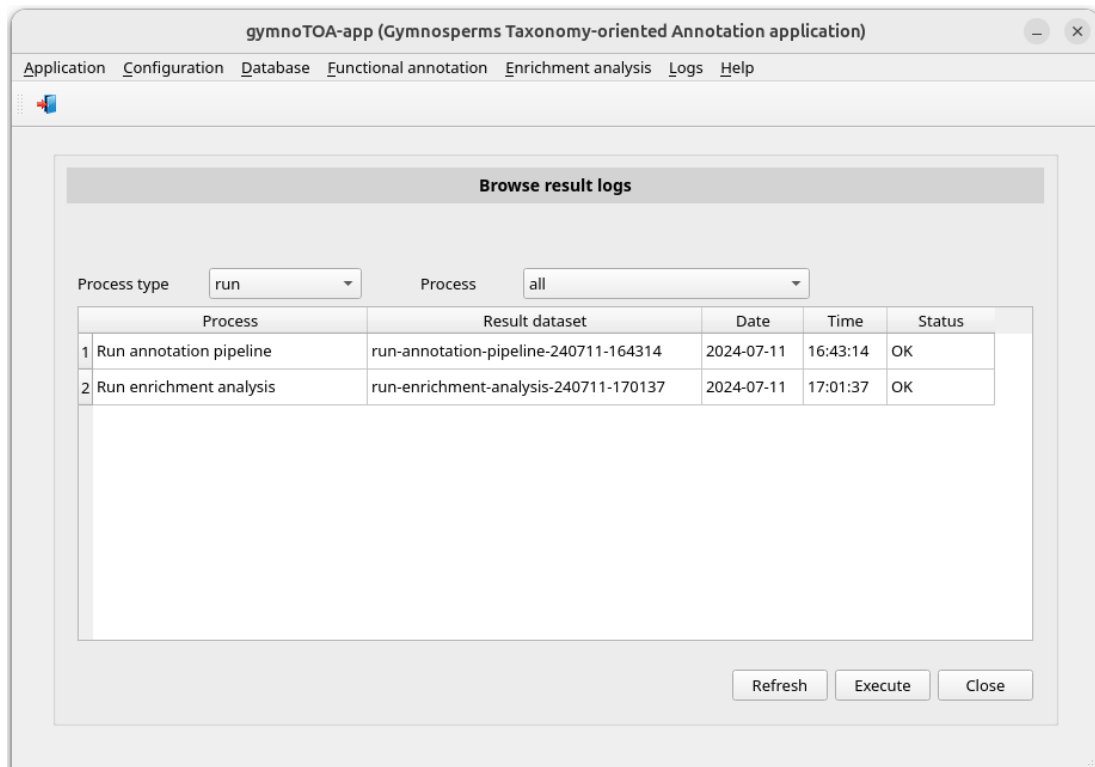 gymnoTOA-app (Gymnosperms Taxonomy-oriented Annotation application)
Application Configuration Database Functional annotation Enrichment analysis Logs Help
Browse result logs
Process type run Process all
Process Result dataset Date Time Status
1 Run annotation pipeline run-annotation-pipeline-240711-164314 2024-07-11 16:43:14 OK
2 Run enrichment analysis run-enrichment-analysis-240711-170137 2024-07-11 17:01:37 OK
Refresh Execute Close